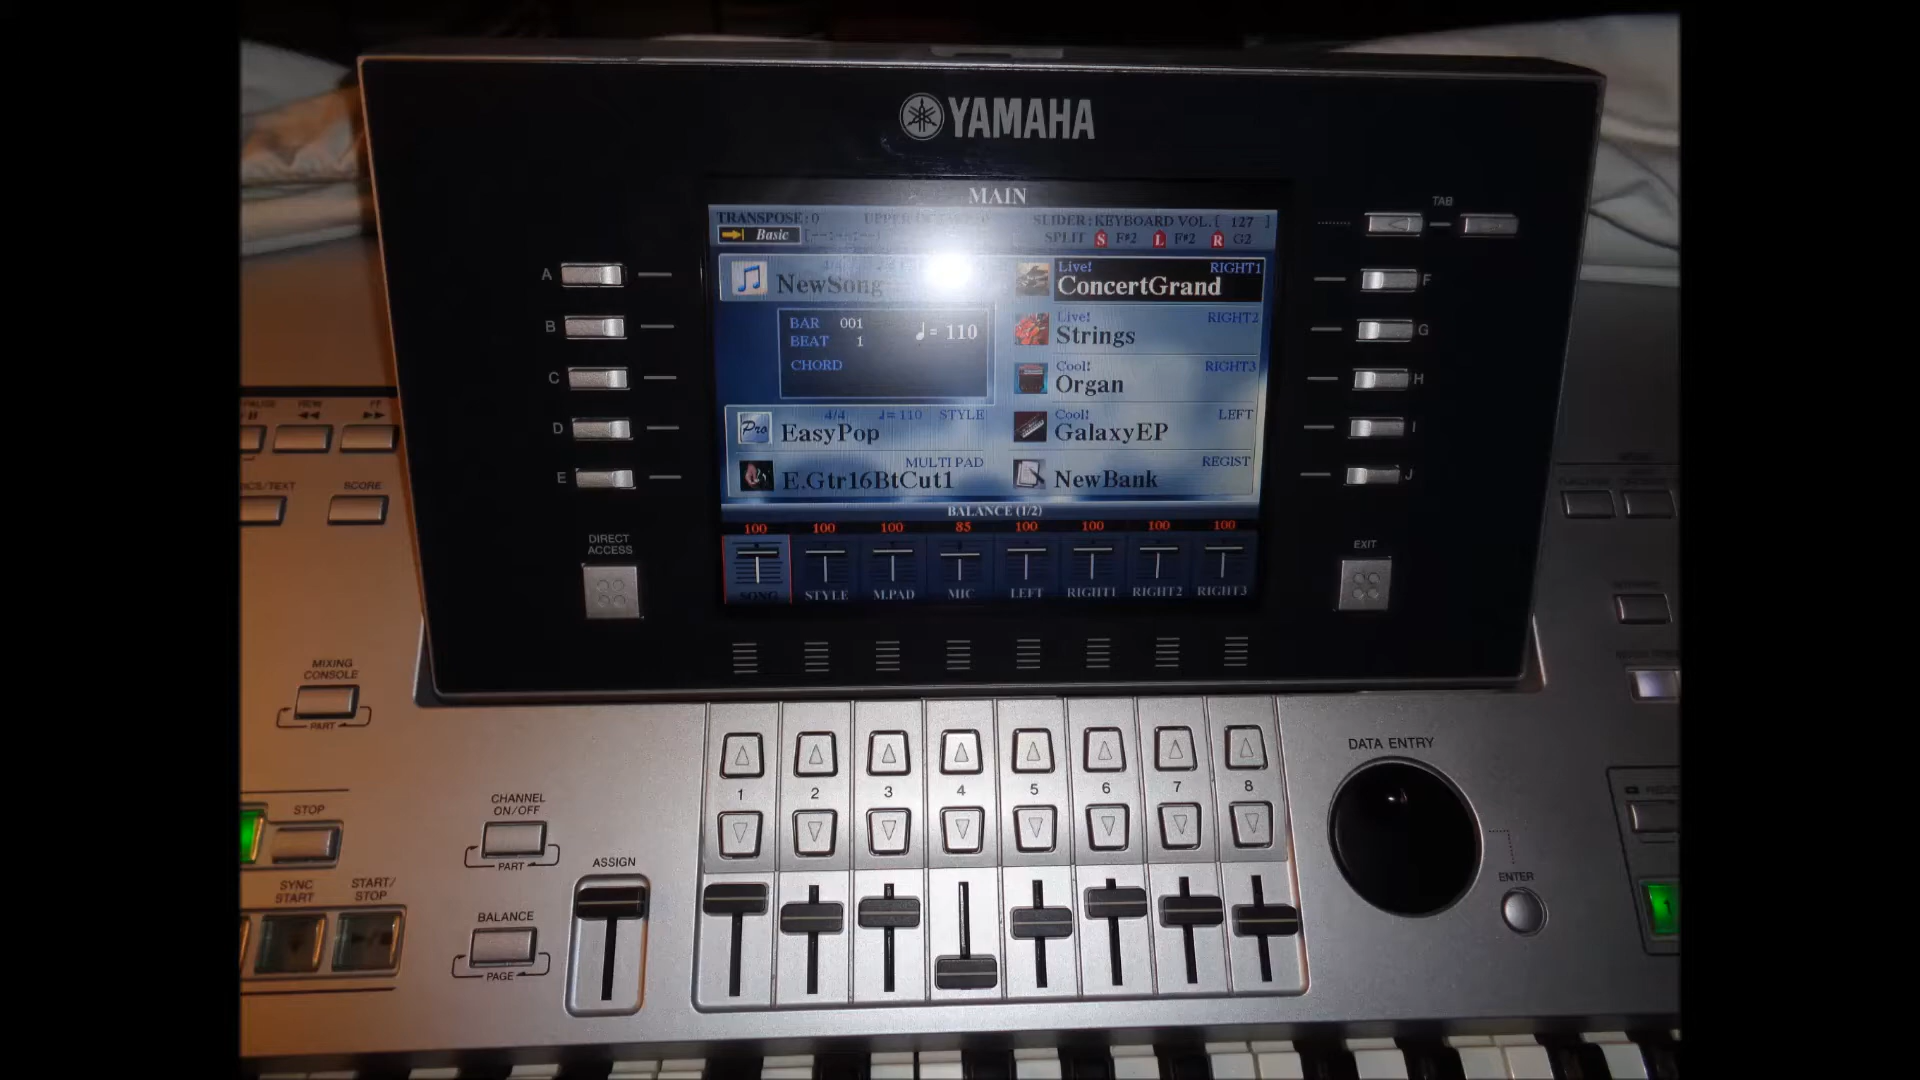 YAMAHA
MAIN
TRANSPOSE:0
SLIDER:KEYBOARD VOL.[ 127 ]
Basic
SPLIT S F#2 L F#2 R G2
NewSong
BAR 001
BEAT 1
♩= 110
CHORD
4/4 ♩=110 STYLE
Pro EasyPop
MULTI PAD
E.Gtr16BtCut1
Live! RIGHT1
ConcertGrand
Live! RIGHT2
Strings
Cool! RIGHT3
Organ
Cool! LEFT
GalaxyEP
REGIST
NewBank
BALANCE (1/2)
100 100 100 85 100 100 100 100
SONG STYLE M.PAD MIC LEFT RIGHT1 RIGHT2 RIGHT3
A
B
C
D
E
DIRECT
ACCESS
TAB
F
G
H
I
J
EXIT
REW
FF
SCORE
MIXING
CONSOLE
PART
STOP
SYNC
START
START/
STOP
CHANNEL
ON/OFF
PART
BALANCE
PAGE
ASSIGN
1 2 3 4 5 6 7 8
DATA ENTRY
ENTER
1